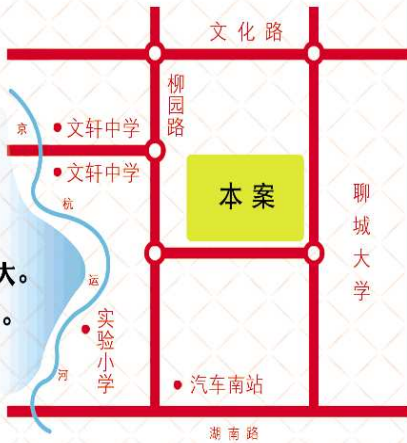 文化路
柳园路
京杭运河
文轩中学
文轩中学
本案
聊城大学
大。
。
实验小学
汽车南站
湖南路